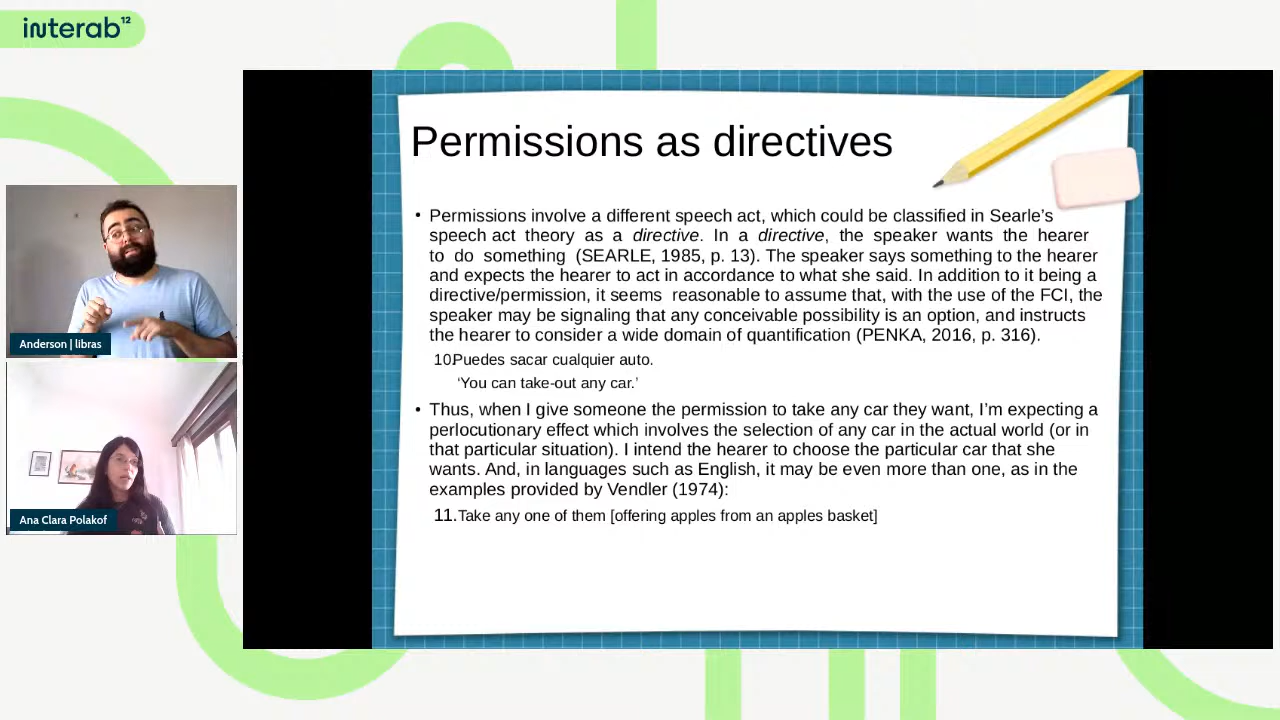 interab¹²
Permissions as directives
• Permissions involve a different speech act, which could be classified in Searle’s
speech act theory as a directive. In a directive, the speaker wants the hearer
to do something (SEARLE, 1985, p. 13). The speaker says something to the hearer
and expects the hearer to act in accordance to what she said. In addition to it being a
directive/permission, it seems reasonable to assume that, with the use of the FCI, the
speaker may be signaling that any conceivable possibility is an option, and instructs
the hearer to consider a wide domain of quantification (PENKA, 2016, p. 316).
10Puedes sacar cualquier auto.
‘You can take-out any car.’
• Thus, when I give someone the permission to take any car they want, I’m expecting a
perlocutionary effect which involves the selection of any car in the actual world (or in
that particular situation). I intend the hearer to choose the particular car that she
wants. And, in languages such as English, it may be even more than one, as in the
examples provided by Vendler (1974):
11.Take any one of them [offering apples from an apples basket]
Anderson | libras
Ana Clara Polakof